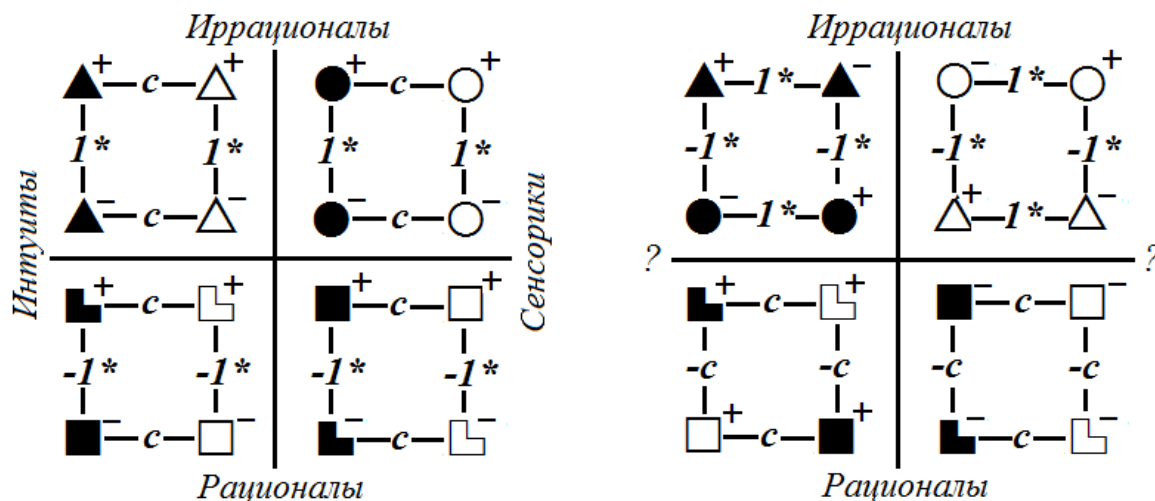 Иррационалы
+ c + + c +
1* 1* 1* 1*
− c − − c −
Интуиты
Сенсорики
+ c + + c +
-1* -1* -1* -1*
− c − − c −
Рационалы
Иррационалы
+ 1* − − 1* +
-1* -1* -1* -1*
− 1* + + 1* −
? ?
+ c + − c −
-c -c -c -c
+ c + − c −
Рационалы